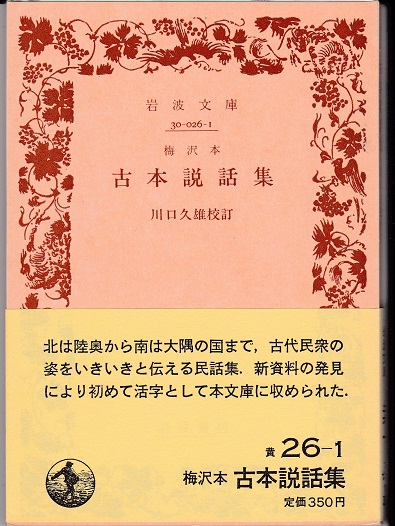 岩波文庫
30-026-1
梅沢本
古本説話集
川口久雄校訂
北は陸奥から南は大隅の国まで，古代民衆の
姿をいきいきと伝える民話集．新資料の発見
により初めて活字として本文庫に収められた．
黄 26-1
梅沢本 古本説話集
定価350円